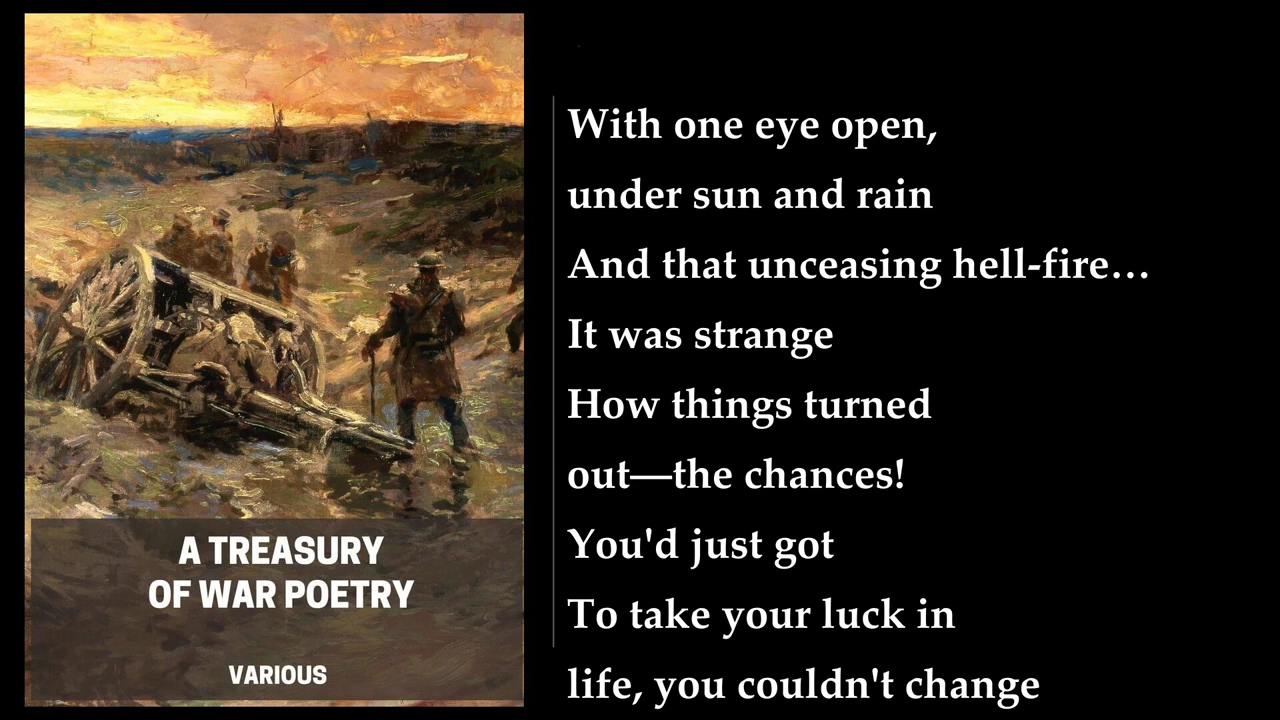 A TREASURY
OF WAR POETRY
VARIOUS
With one eye open,
under sun and rain
And that unceasing hell-fire…
It was strange
How things turned
out—the chances!
You'd just got
To take your luck in
life, you couldn't change